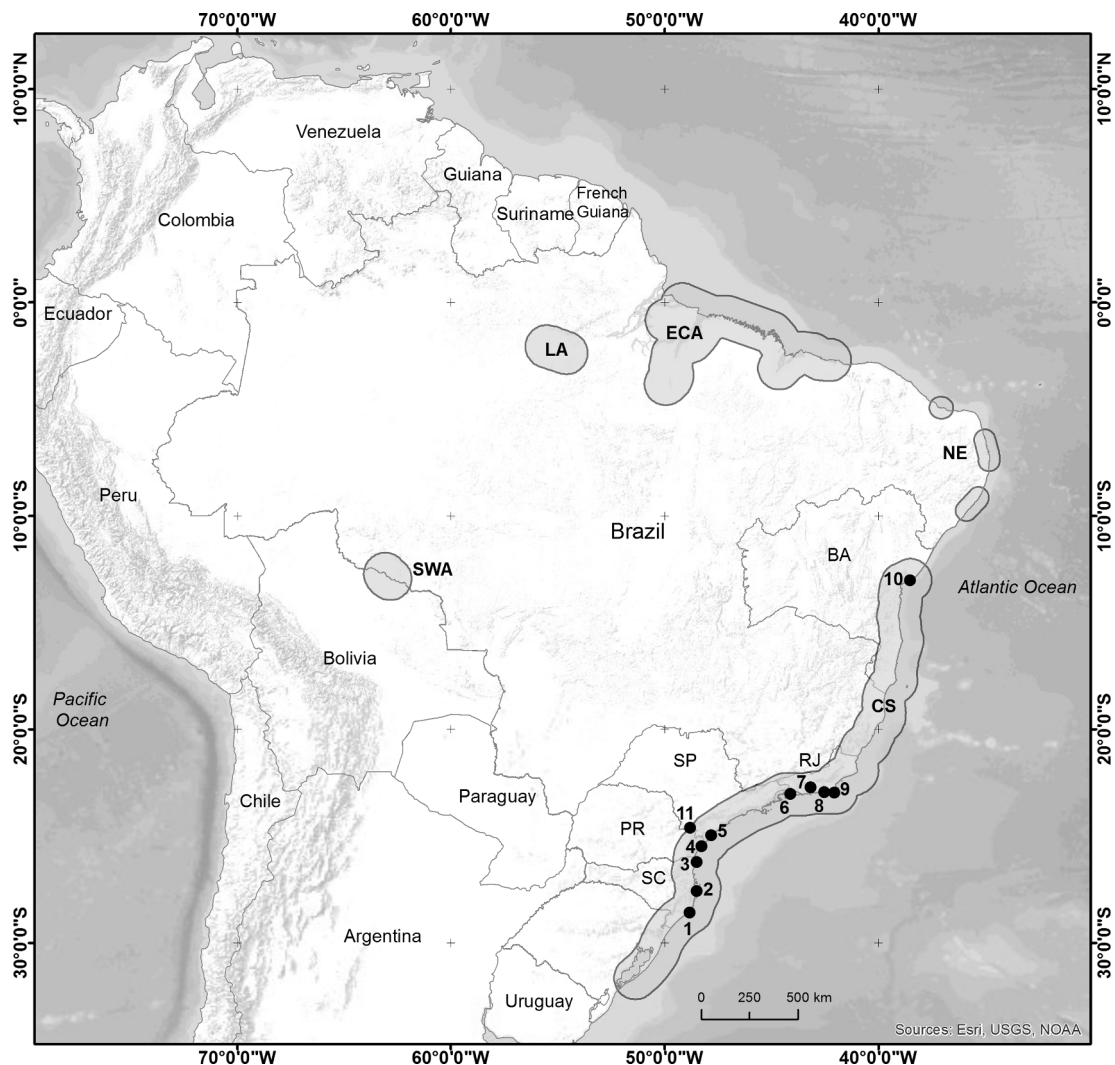 70°0'0"W 60°0'0"W 50°0'0"W 40°0'0"W
10°0'0"N
10°0'0"N
Venezuela
Guiana
Suriname
French
Guiana
Colombia
0°0'0"
0°0'0"
Ecuador
LA
ECA
NE
Peru
10°0'0"S
10°0'0"S
Brazil
BA
SWA
10
Atlantic Ocean
Bolivia
Pacific
Ocean
CS
20°0'0"S
20°0'0"S
SP
RJ
7
9
6
8
Chile
Paraguay
11
PR
5
4
3
SC
2
1
Argentina
30°0'0"S
30°0'0"S
Uruguay
0 250 500 km
Sources: Esri, USGS, NOAA
70°0'0"W 60°0'0"W 50°0'0"W 40°0'0"W